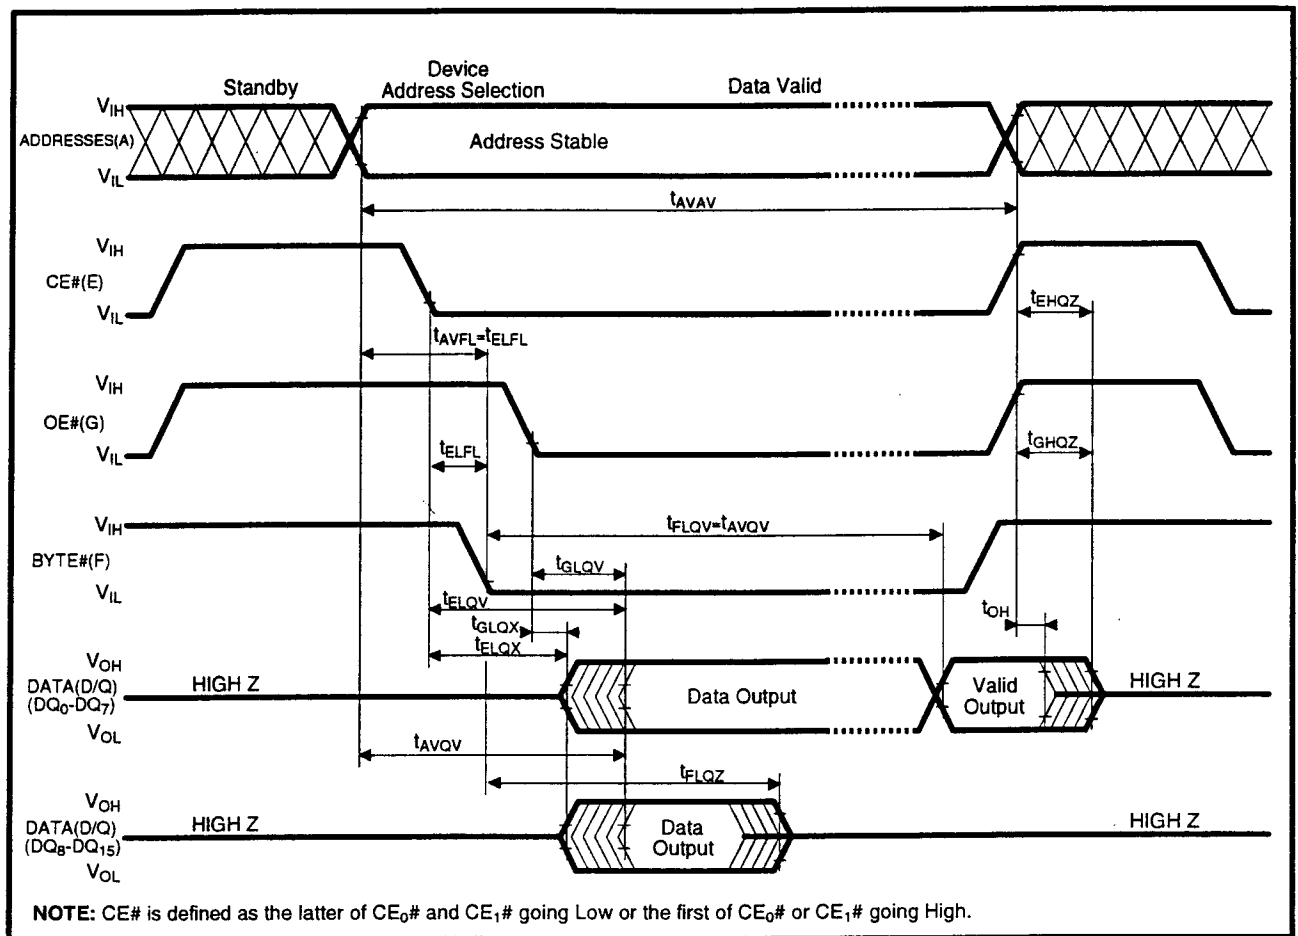 Standby
Device
Address Selection
Data Valid
VIH
ADDRESSES(A)
VIL
Address Stable
tAVAV
VIH
CE#(E)
VIL
tEHQZ
tAVFL=tELFL
VIH
OE#(G)
VIL
tELFL
tGHQZ
VIH
BYTE#(F)
VIL
tFLQV=tAVQV
tGLQV
tELQV
tGLQX
tELQX
tOH
VOH
DATA(D/Q)
(DQ0-DQ7)
VOL
HIGH Z
Data Output
Valid
Output
HIGH Z
tAVQV
tFLQZ
VOH
DATA(D/Q)
(DQ8-DQ15)
VOL
HIGH Z
Data
Output
HIGH Z
NOTE: CE# is defined as the latter of CE0# and CE1# going Low or the first of CE0# or CE1# going High.